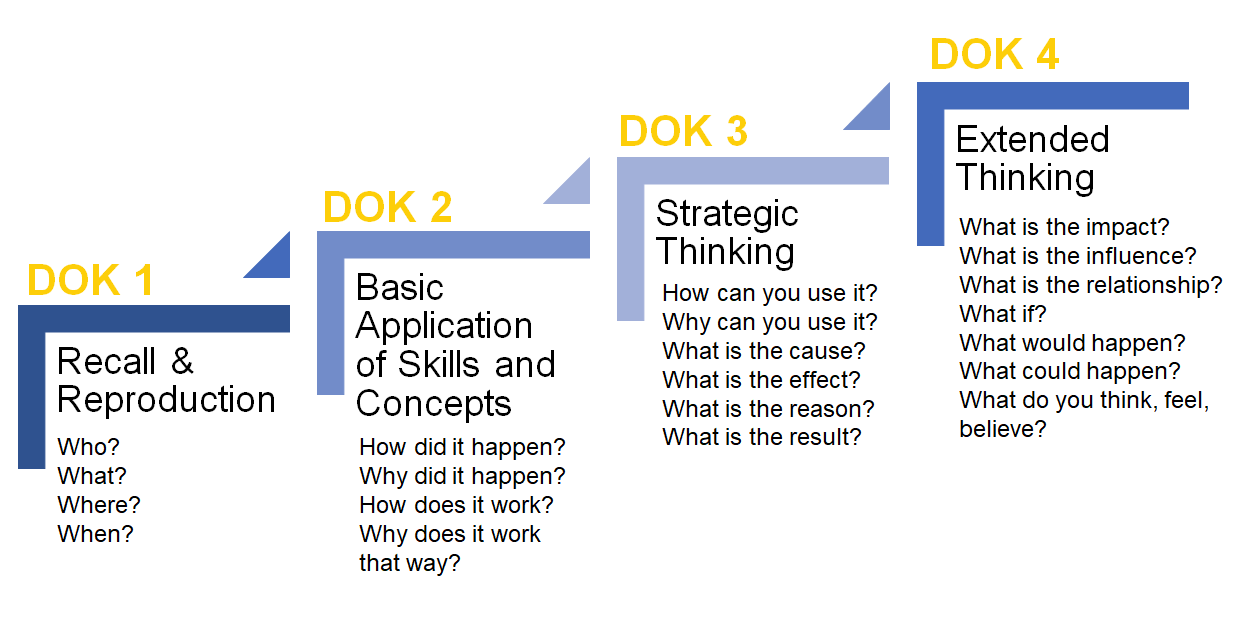 DOK 1
Recall &
Reproduction
Who?
What?
Where?
When?
DOK 2
Basic
Application
of Skills and
Concepts
How did it happen?
Why did it happen?
How does it work?
Why does it work
that way?
DOK 3
Strategic
Thinking
How can you use it?
Why can you use it?
What is the cause?
What is the effect?
What is the reason?
What is the result?
DOK 4
Extended
Thinking
What is the impact?
What is the influence?
What is the relationship?
What if?
What would happen?
What could happen?
What do you think, feel,
believe?